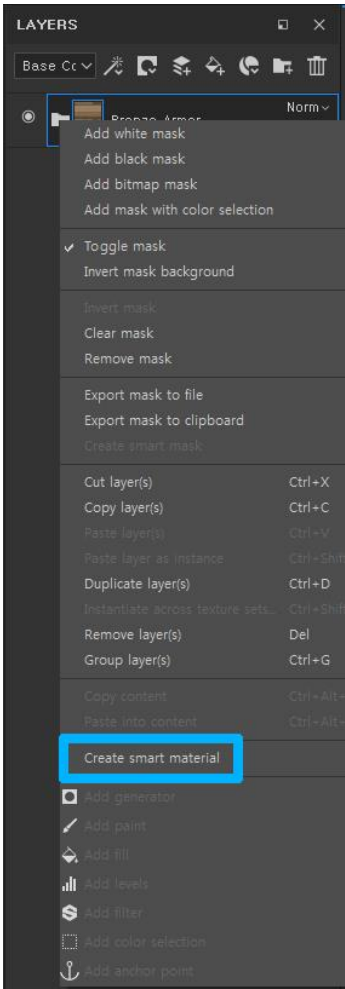 LAYERS
Base Cc
Norm
Bronze Armor
Add white mask
Add black mask
Add bitmap mask
Add mask with color selection
Toggle mask
Invert mask background
Invert mask
Clear mask
Remove mask
Export mask to file
Export mask to clipboard
Create smart mask
Cut layer(s) Ctrl+X
Copy layer(s) Ctrl+C
Paste layer(s) Ctrl+V
Paste layer as instance Ctrl+Shift
Duplicate layer(s) Ctrl+D
Instantiate across texture sets... Ctrl+Shift
Remove layer(s) Del
Group layer(s) Ctrl+G
Copy content Ctrl+Alt+
Paste into content Ctrl+Alt+
Create smart material
Add generator
Add paint
Add fill
Add levels
Add filter
Add color selection
Add anchor point